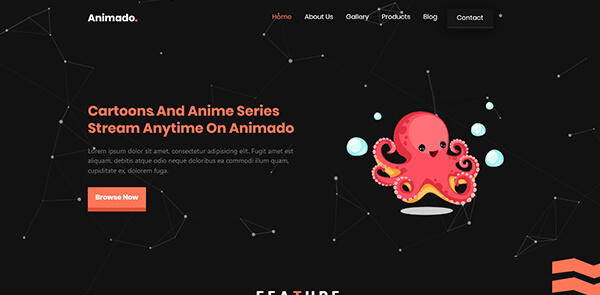 Animado.
Home About Us Gallary Products Blog Contact
Cartoons And Anime Series
Stream Anytime On Animado
Lorem ipsum dolor sit amet, consectetur adipisicing elit. Fugit amet est
aliquam, debitis atque odio neque doloribus ea commodi illum quam,
cupiditate ex, dolorem fuga.
Browse Now
FEATURE